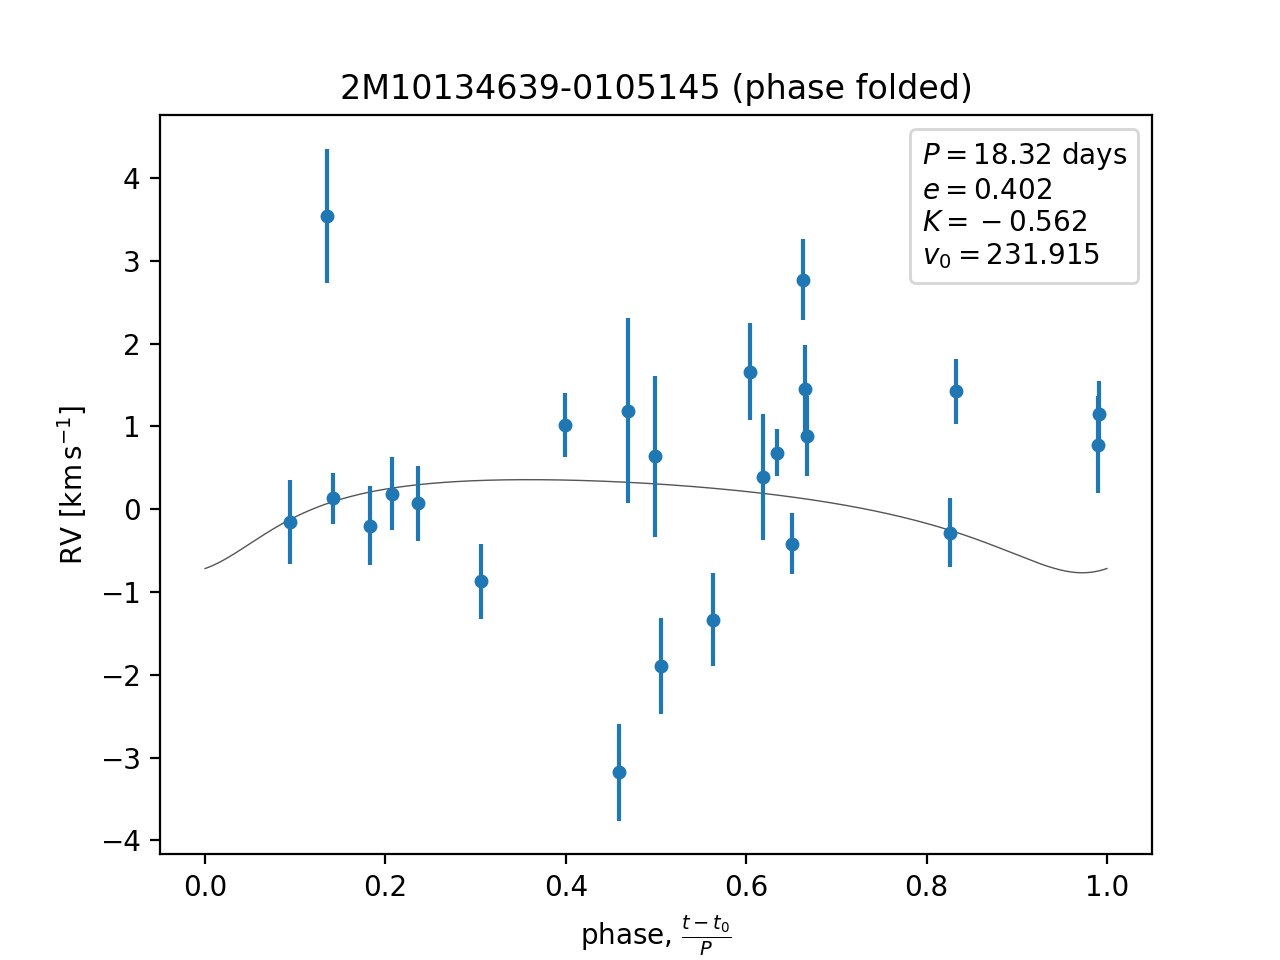 2M10134639-0105145 (phase folded)
P = 18.32 days
e = 0.402
K = −0.562
v₀ = 231.915
RV [km s⁻¹]
4
3
2
1
0
−1
−2
−3
−4
0.0 0.2 0.4 0.6 0.8 1.0
phase, (t − t₀)/P